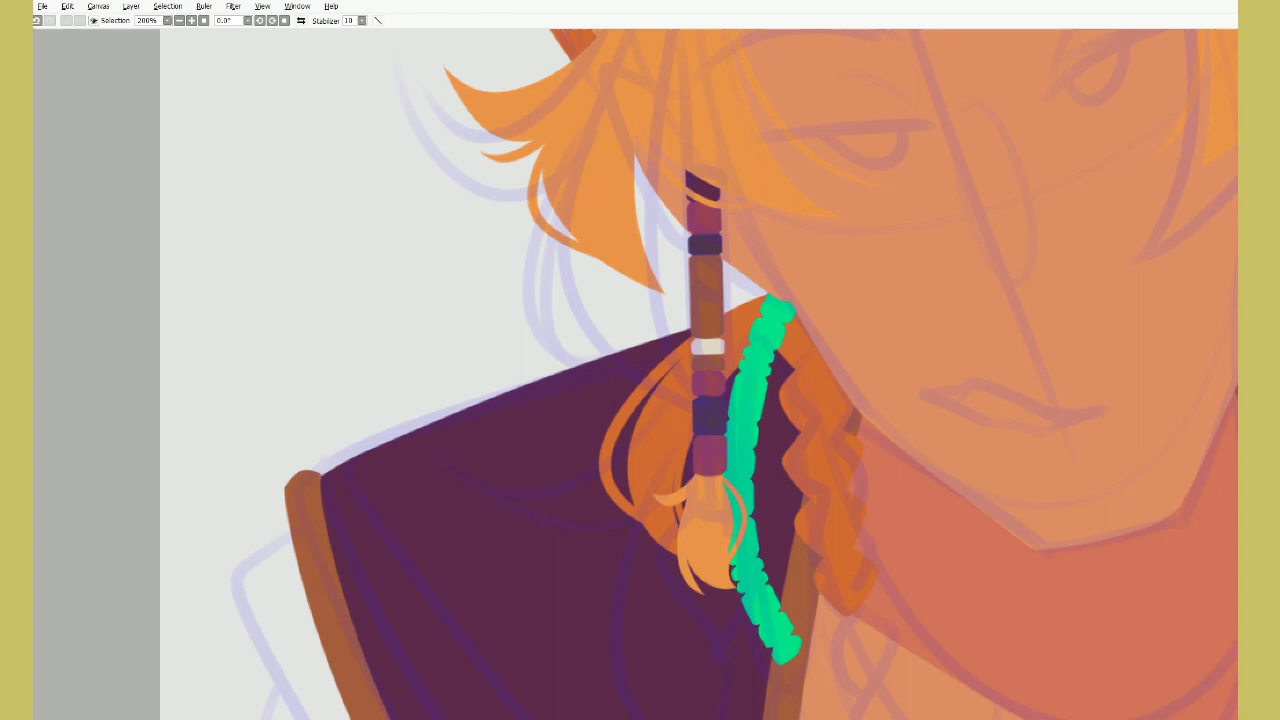 File Edit Canvas Layer Selection Ruler Filter View Window Help
Selection 200% 0.0° Stabilizer 10